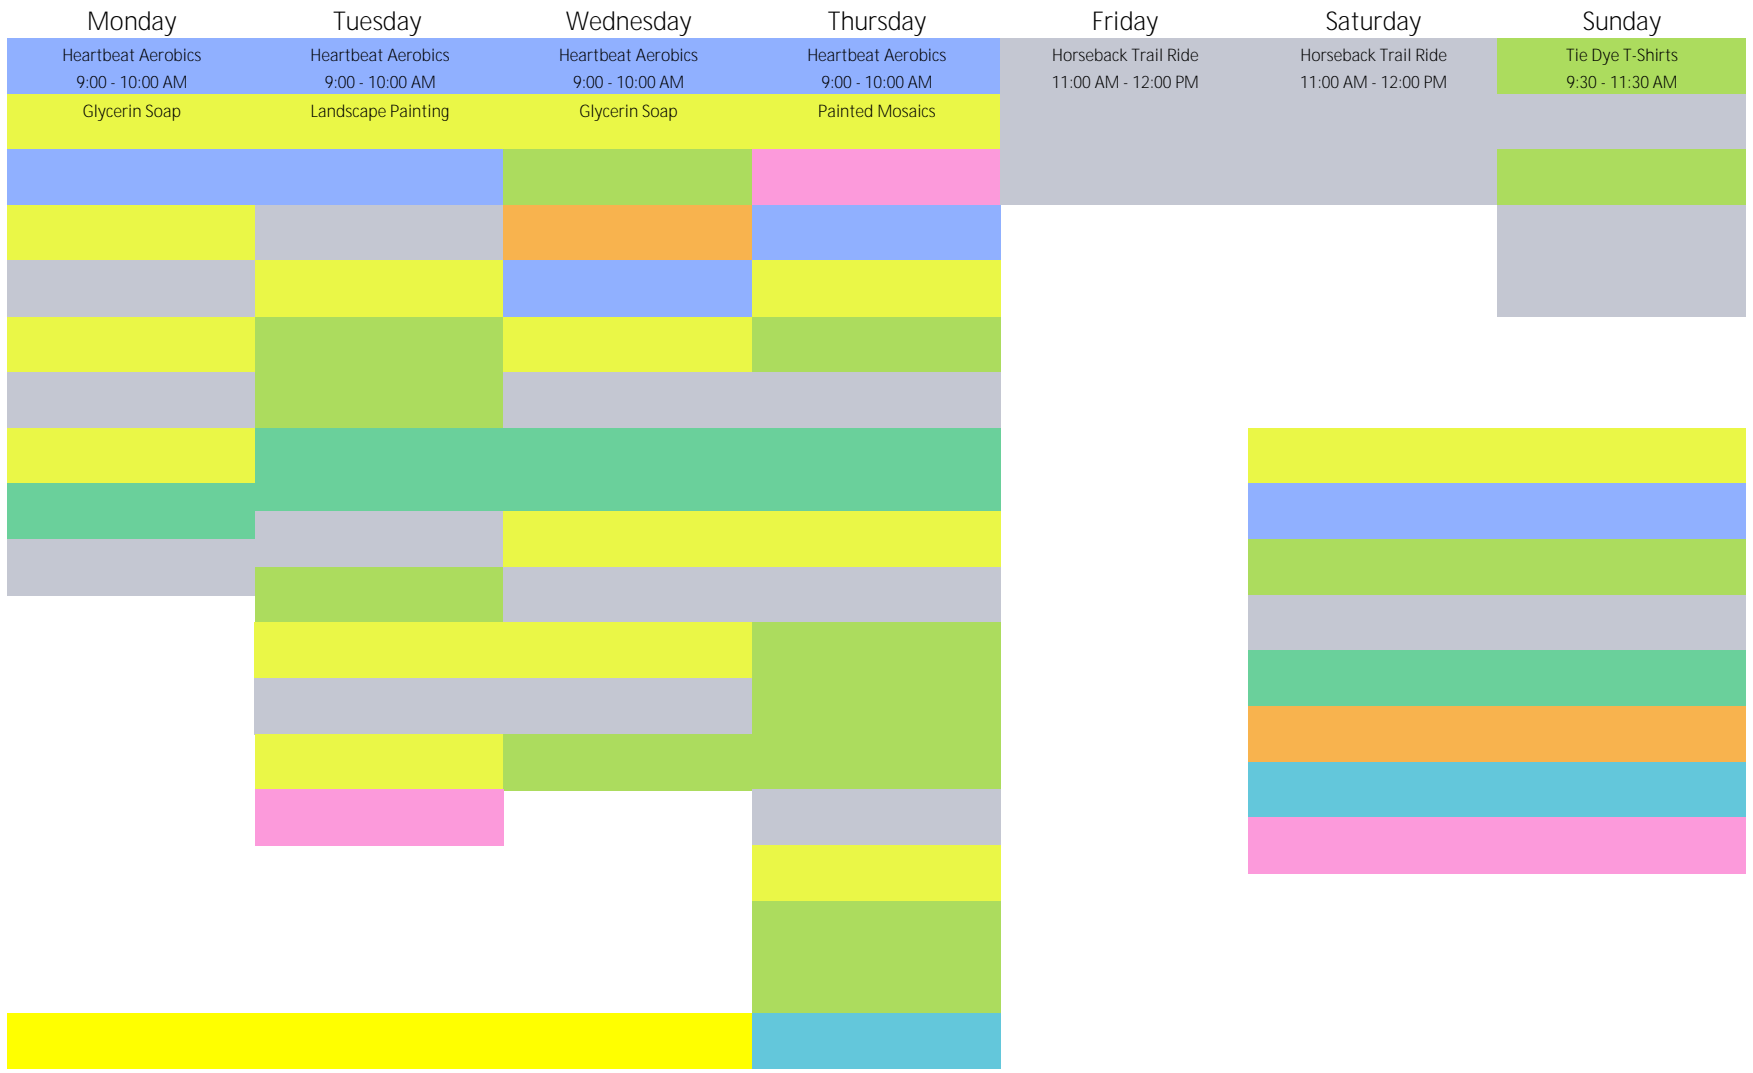 Monday Tuesday Wednesday Thursday Friday Saturday Sunday
Heartbeat Aerobics Heartbeat Aerobics Heartbeat Aerobics Heartbeat Aerobics Horseback Trail Ride Horseback Trail Ride Tie Dye T-Shirts
9:00 - 10:00 AM 9:00 - 10:00 AM 9:00 - 10:00 AM 9:00 - 10:00 AM 11:00 AM - 12:00 PM 11:00 AM - 12:00 PM 9:30 - 11:30 AM
Glycerin Soap Landscape Painting Glycerin Soap Painted Mosaics